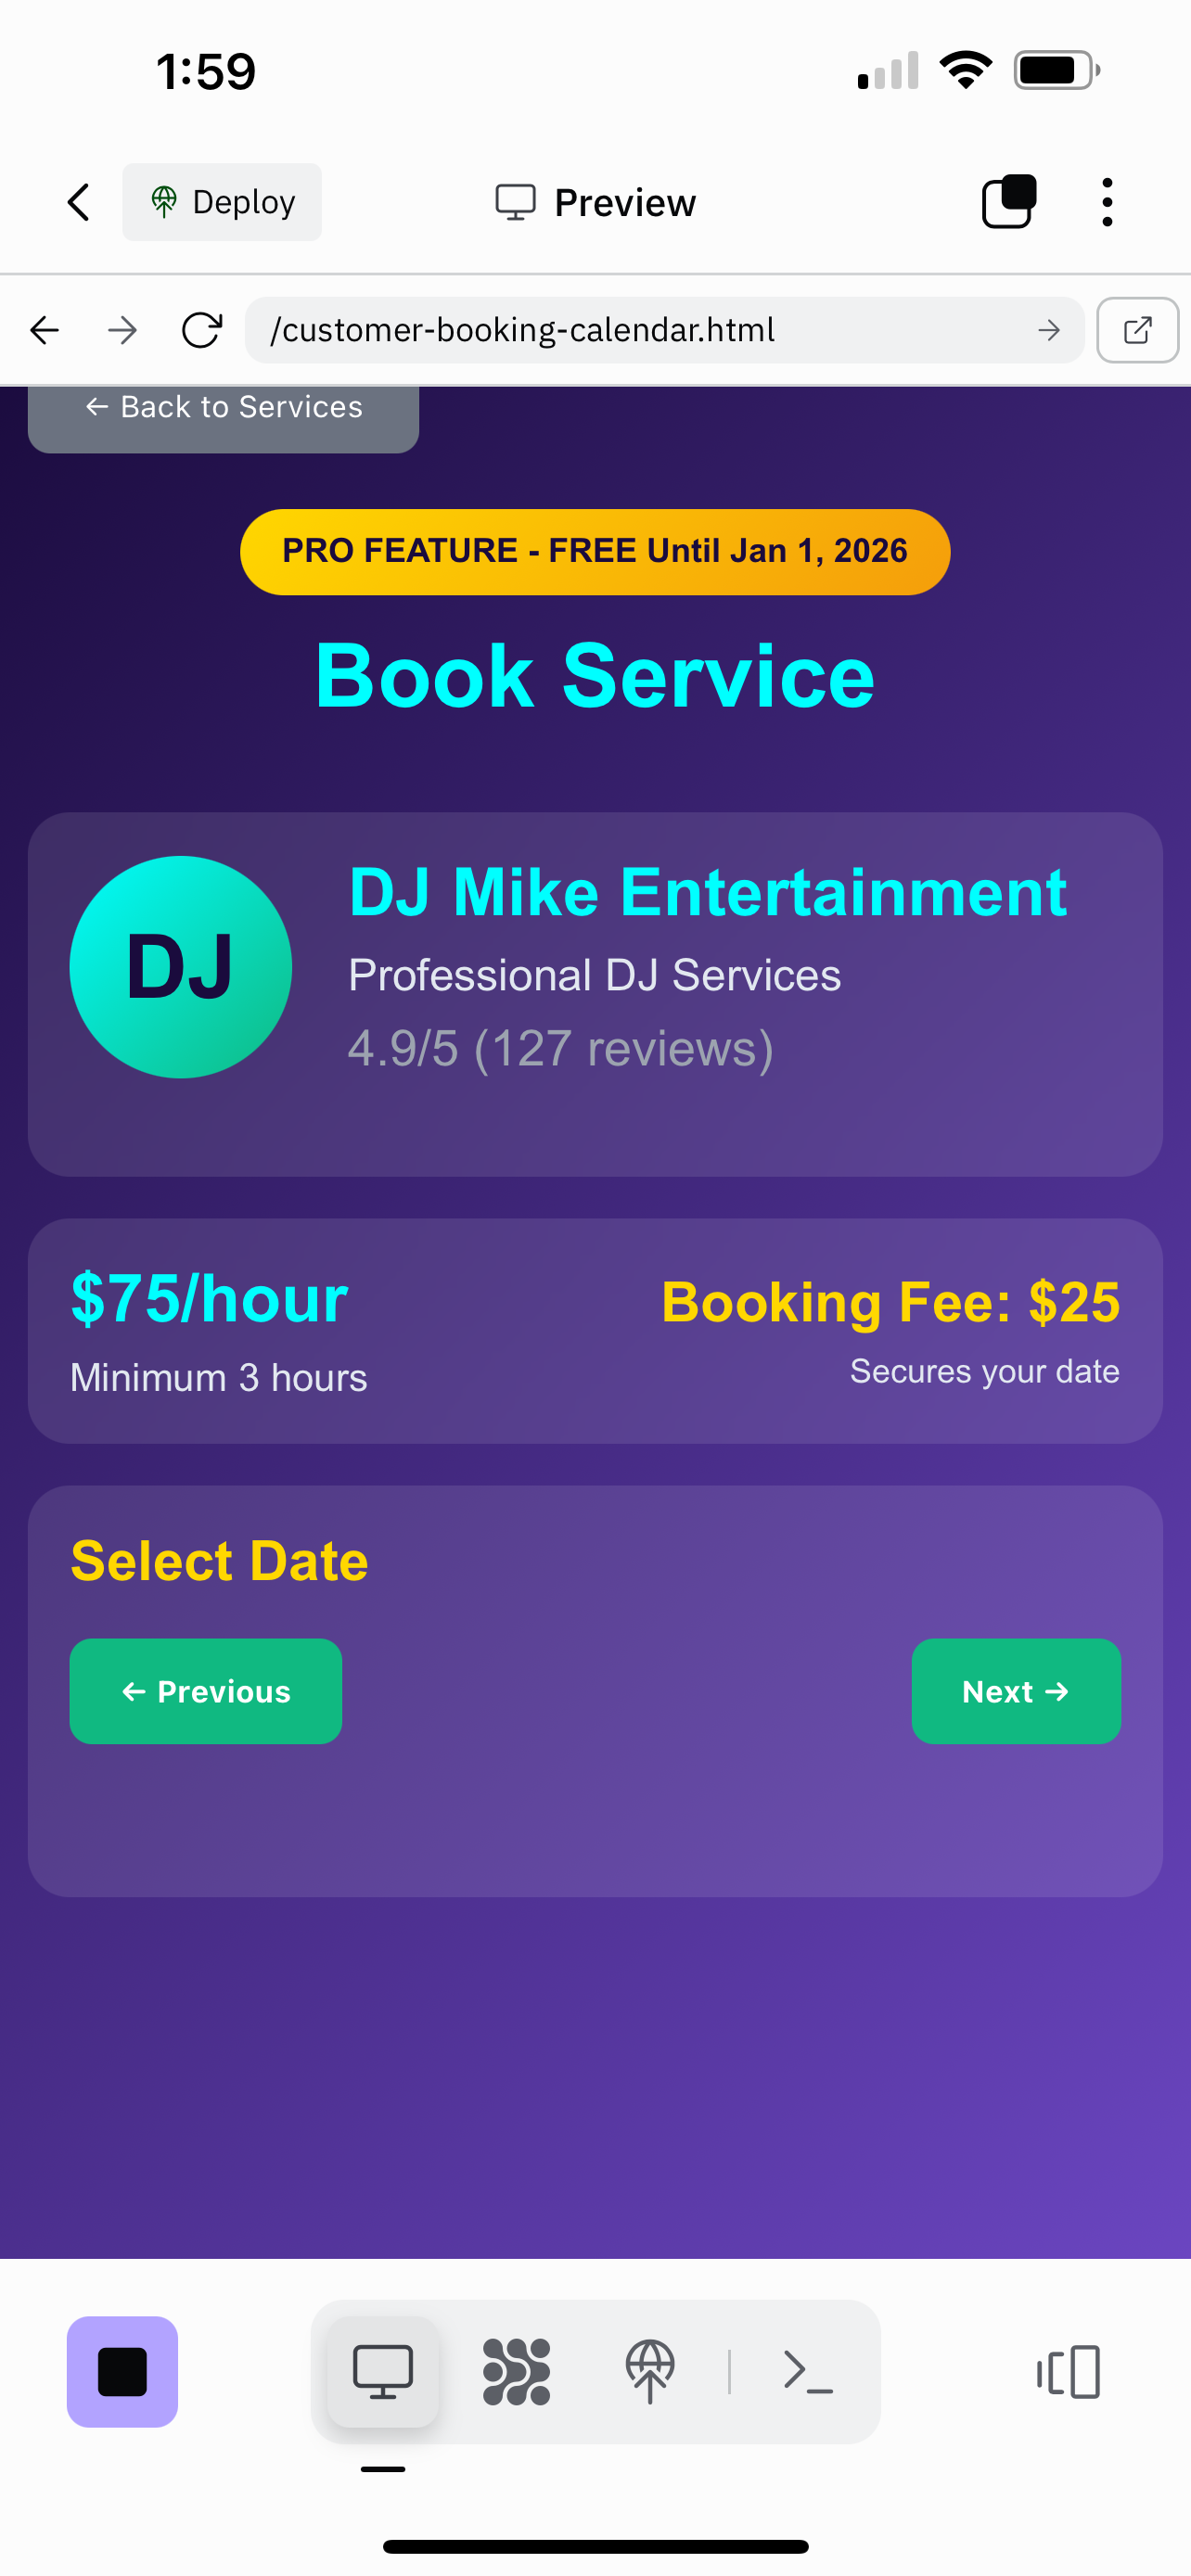 1:59
Deploy
Preview
/customer-booking-calendar.html
← Back to Services
PRO FEATURE - FREE Until Jan 1, 2026
Book Service
DJ
DJ Mike Entertainment
Professional DJ Services
4.9/5 (127 reviews)
$75/hour
Minimum 3 hours
Booking Fee: $25
Secures your date
Select Date
← Previous
Next →